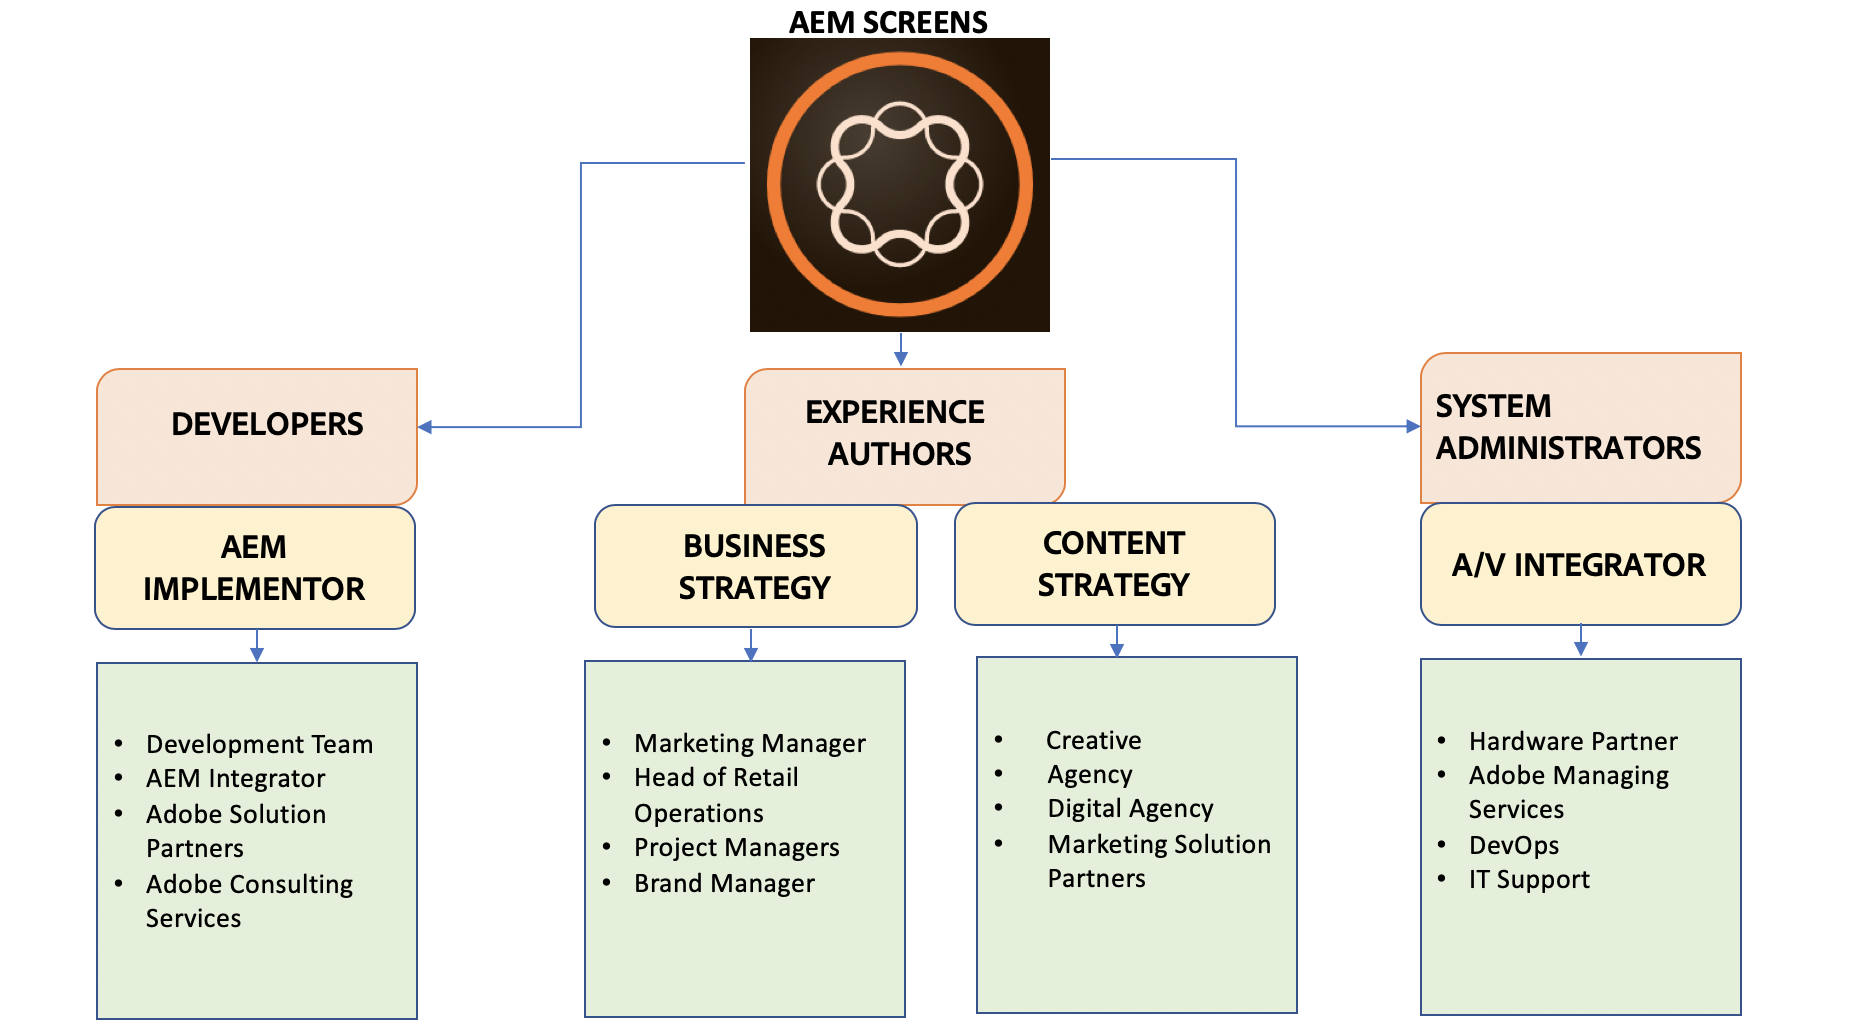 AEM SCREENS
DEVELOPERS
EXPERIENCE
AUTHORS
SYSTEM
ADMINISTRATORS
AEM
IMPLEMENTOR
BUSINESS
STRATEGY
CONTENT
STRATEGY
A/V INTEGRATOR
• Development Team
• AEM Integrator
• Adobe Solution
Partners
• Adobe Consulting
Services
• Marketing Manager
• Head of Retail
Operations
• Project Managers
• Brand Manager
• Creative
• Agency
• Digital Agency
• Marketing Solution
Partners
• Hardware Partner
• Adobe Managing
Services
• DevOps
• IT Support